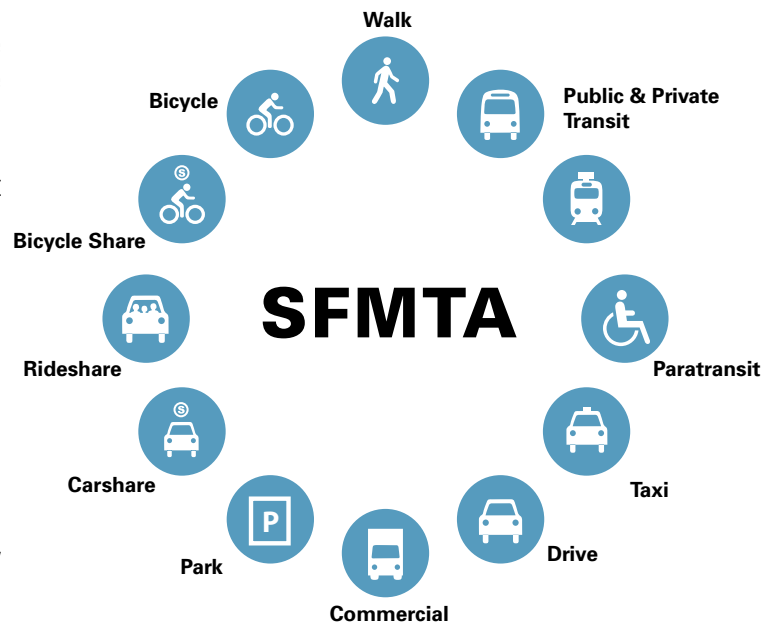 Walk
Bicycle
Public & Private
Transit
S
Bicycle Share
SFMTA
Rideshare
Paratransit
S
Carshare
Taxi
P
Park
Drive
Commercial